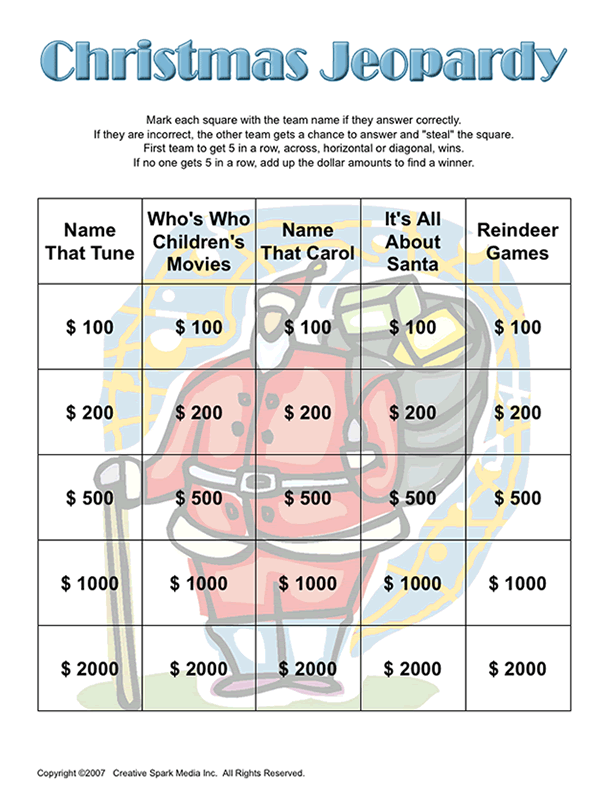 Christmas Jeopardy
Mark each square with the team name if they answer correctly.
If they are incorrect, the other team gets a chance to answer and "steal" the square.
First team to get 5 in a row, across, horizontal or diagonal, wins.
If no one gets 5 in a row, add up the dollar amounts to find a winner.
Name
That Tune
Who's Who
Children's
Movies
Name
That Carol
It's All
About
Santa
Reindeer
Games
$ 100 $ 100 $ 100 $ 100 $ 100
$ 200 $ 200 $ 200 $ 200 $ 200
$ 500 $ 500 $ 500 $ 500 $ 500
$ 1000 $ 1000 $ 1000 $ 1000 $ 1000
$ 2000 $ 2000 $ 2000 $ 2000 $ 2000
Copyright ©2007 Creative Spark Media Inc. All Rights Reserved.